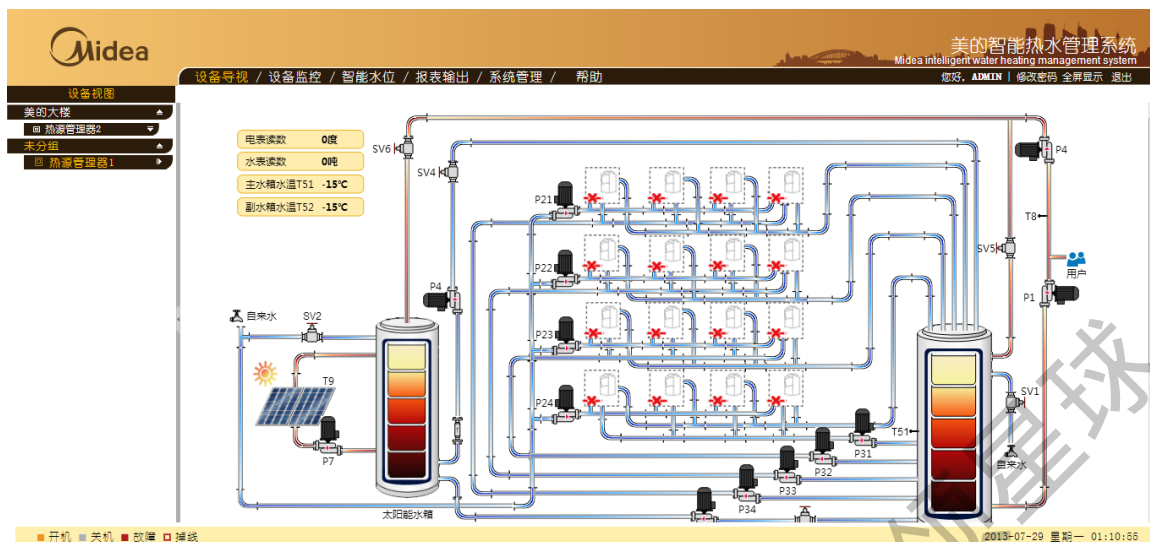 Midea
美的智能热水管理系统
Midea intelligent water heating management system
设备导视 / 设备监控 / 智能水位 / 报表输出 / 系统管理 / 帮助
您好, ADMIN | 修改密码 全屏显示 退出
设备视图
美的大楼
热源管理器2
未分组
热源管理器1
电表读数 0度
水表读数 0吨
主水箱水温T51 -15℃
副水箱水温T52 -15℃
SV6
SV4
P4
T8
SV5
用户
P1
P21
P22
P23
P24
P4
自来水
SV2
T9
P7
太阳能水箱
T51
SV1
自来水
P31
P32
P33
P34
开机 关机 故障 掉线
2013-07-29 星期一 01:10:55
星球